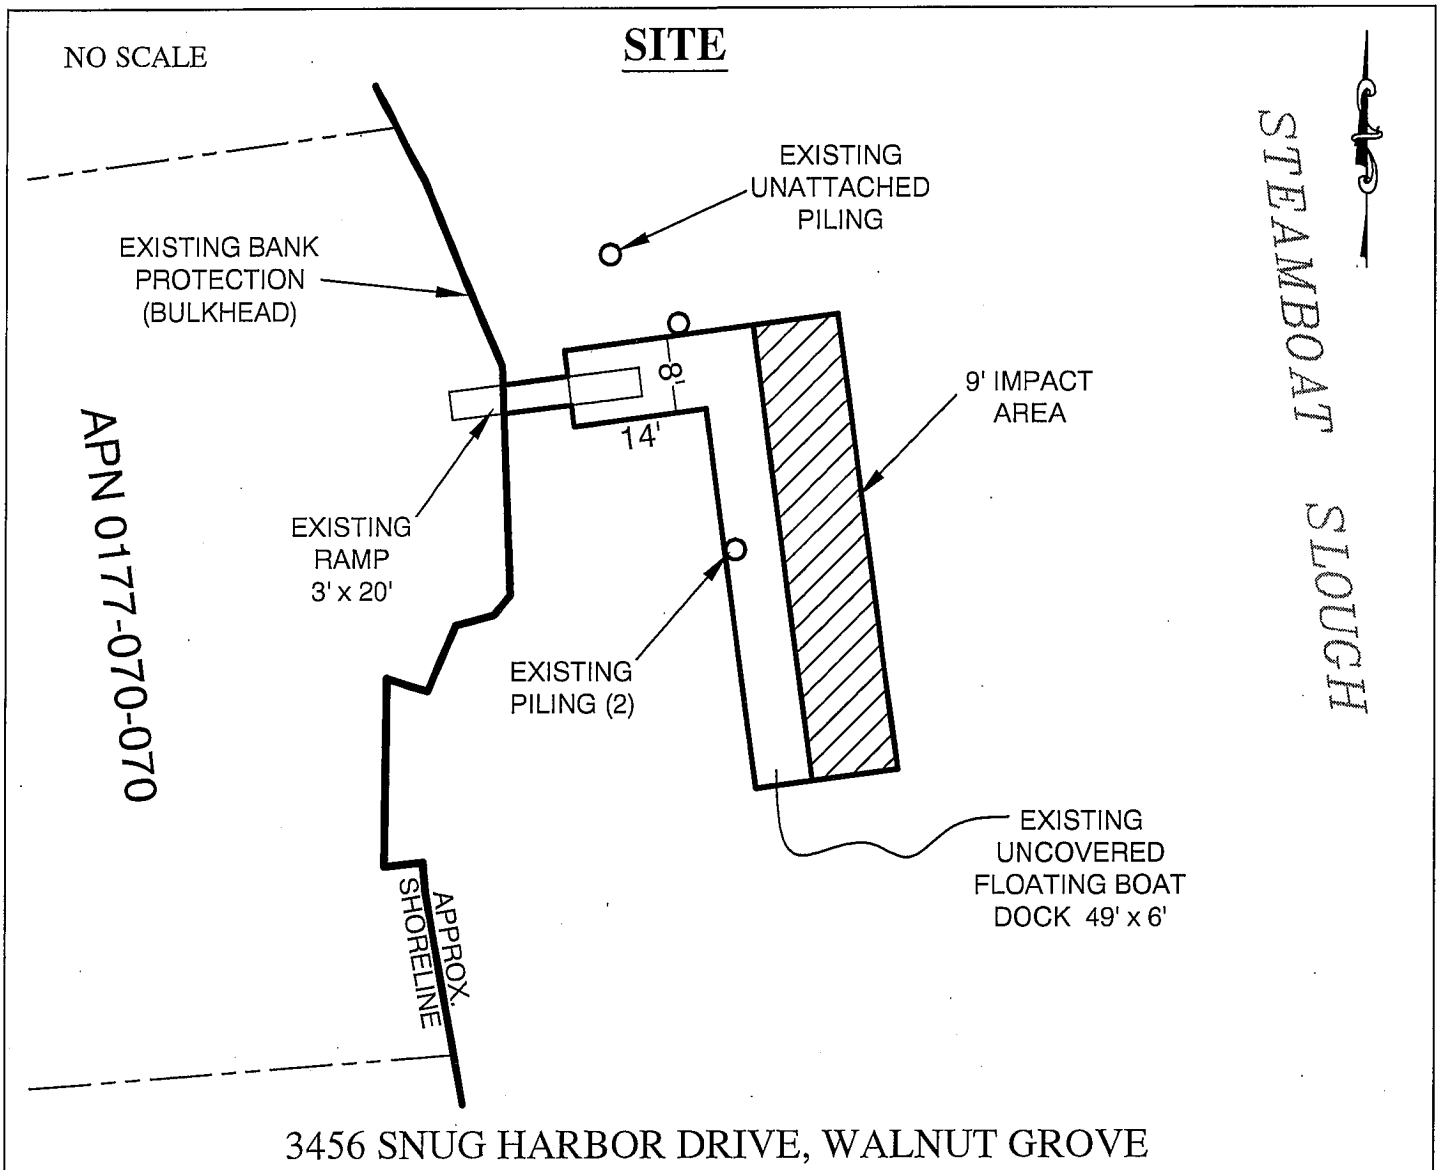 NO SCALE
SITE
EXISTING
UNATTACHED
PILING
STEAMBOAT SLOUGH
EXISTING BANK
PROTECTION
(BULKHEAD)
8'
14'
9' IMPACT
AREA
APN 0177-070-070
EXISTING
RAMP
3' x 20'
EXISTING
PILING (2)
EXISTING
UNCOVERED
FLOATING BOAT
DOCK 49' x 6'
APPROX.
SHORELINE
3456 SNUG HARBOR DRIVE, WALNUT GROVE